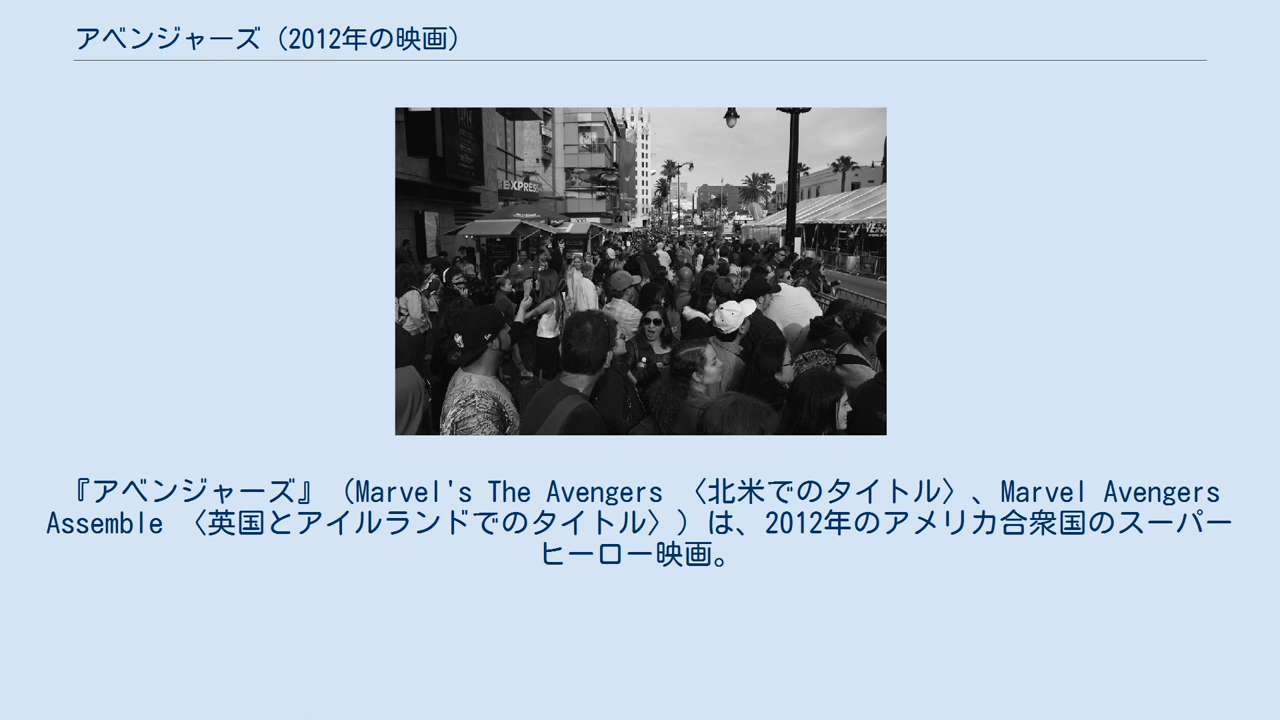 アベンジャーズ（2012年の映画）
EXPRESS
『アベンジャーズ』（Marvel's The Avengers 〈北米でのタイトル〉、Marvel Avengers
Assemble 〈英国とアイルランドでのタイトル〉）は、2012年のアメリカ合衆国のスーパー
ヒーロー映画。